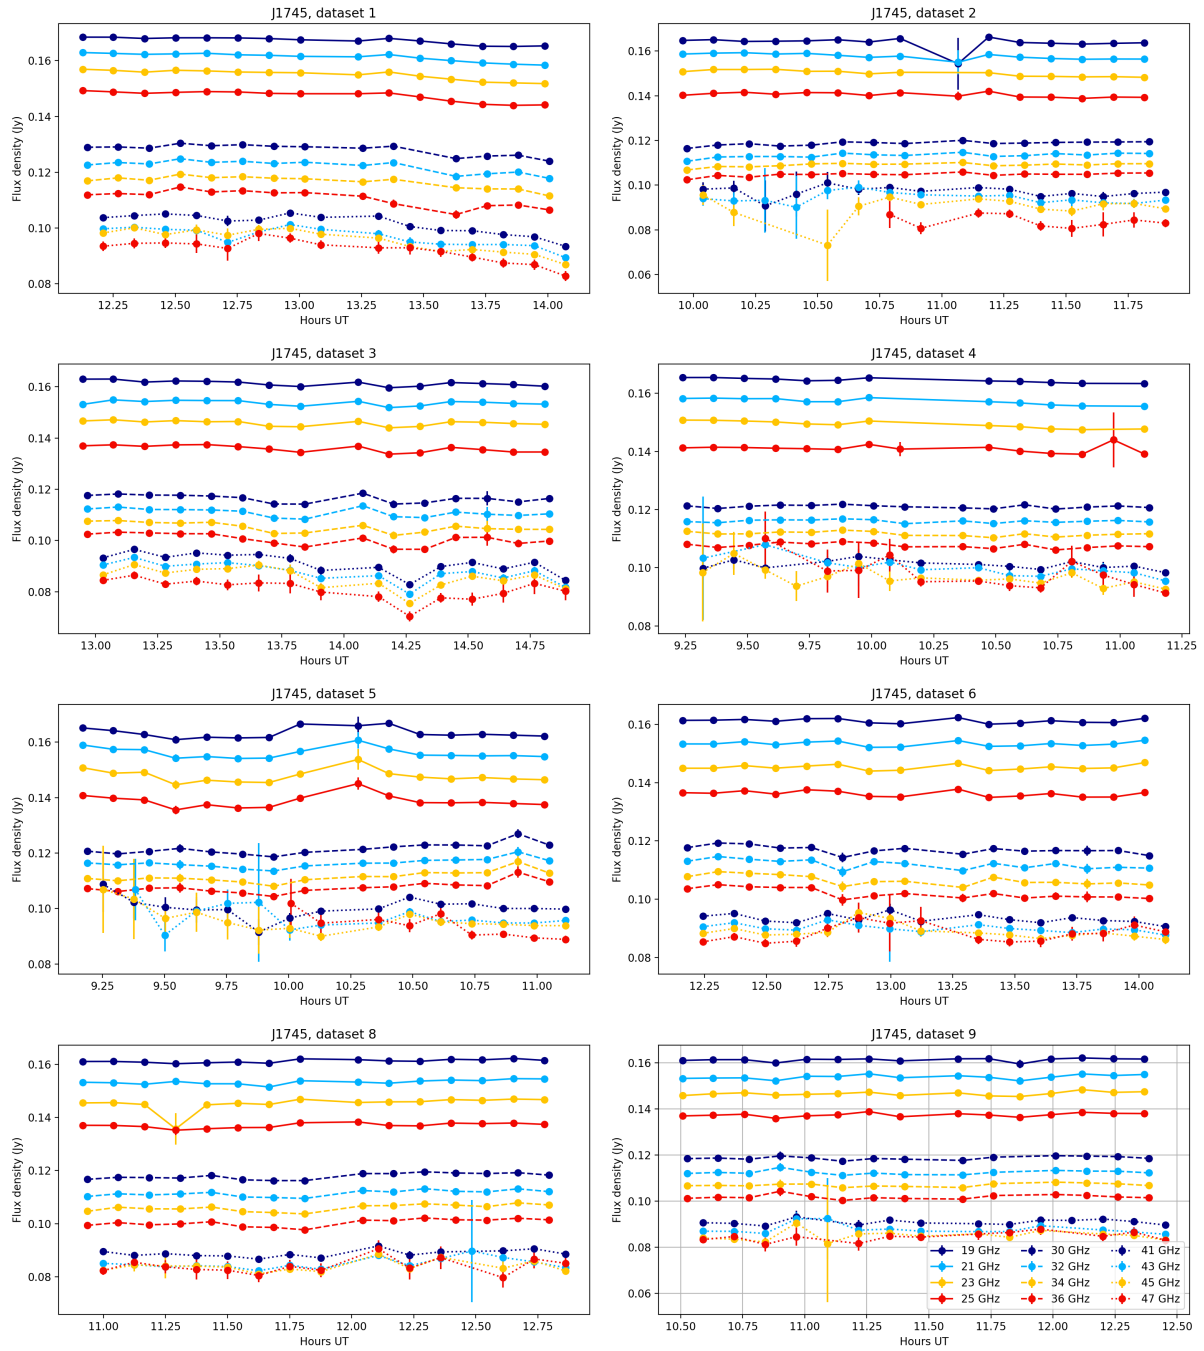 J1745, dataset 1
Flux density (Jy)
0.16
0.14
0.12
0.10
0.08
12.25 12.50 12.75 13.00 13.25 13.50 13.75 14.00
Hours UT
J1745, dataset 2
Flux density (Jy)
0.16
0.14
0.12
0.10
0.08
0.06
10.00 10.25 10.50 10.75 11.00 11.25 11.50 11.75
Hours UT
J1745, dataset 3
Flux density (Jy)
0.16
0.14
0.12
0.10
0.08
13.00 13.25 13.50 13.75 14.00 14.25 14.50 14.75
Hours UT
J1745, dataset 4
Flux density (Jy)
0.16
0.14
0.12
0.10
0.08
9.25 9.50 9.75 10.00 10.25 10.50 10.75 11.00 11.25
Hours UT
J1745, dataset 5
Flux density (Jy)
0.16
0.14
0.12
0.10
0.08
9.25 9.50 9.75 10.00 10.25 10.50 10.75 11.00
Hours UT
J1745, dataset 6
Flux density (Jy)
0.16
0.14
0.12
0.10
0.08
12.25 12.50 12.75 13.00 13.25 13.50 13.75 14.00
Hours UT
J1745, dataset 8
Flux density (Jy)
0.16
0.14
0.12
0.10
0.08
11.00 11.25 11.50 11.75 12.00 12.25 12.50 12.75
Hours UT
J1745, dataset 9
Flux density (Jy)
0.16
0.14
0.12
0.10
0.08
0.06
19 GHz 30 GHz 41 GHz
21 GHz 32 GHz 43 GHz
23 GHz 34 GHz 45 GHz
25 GHz 36 GHz 47 GHz
10.50 10.75 11.00 11.25 11.50 11.75 12.00 12.25 12.50
Hours UT